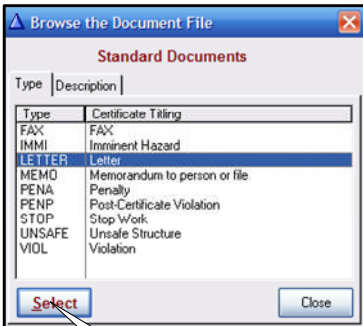 Browse the Document File
Standard Documents
Type Description
Type Certificate Titling
FAX FAX
IMMI Imminent Hazard
LETTER Letter
MEMO Memorandum to person or file
PENA Penalty
PENP Post-Certificate Violation
STOP Stop Work
UNSAFE Unsafe Structure
VIOL Violation
Select Close